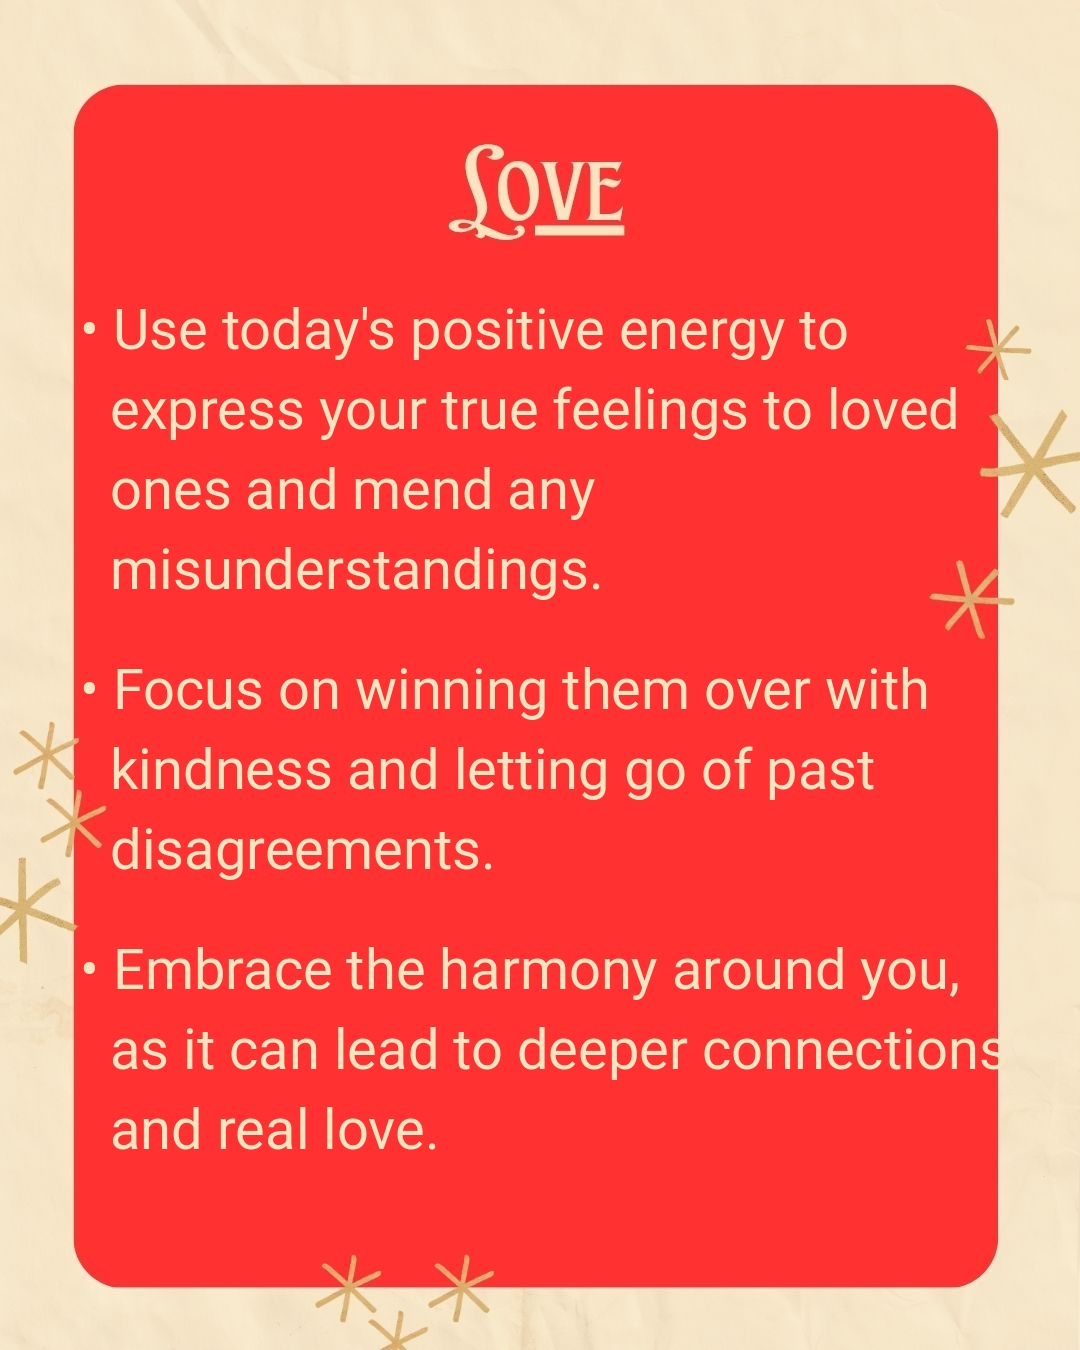 Love
• Use today's positive energy to
express your true feelings to loved
ones and mend any
misunderstandings.
• Focus on winning them over with
kindness and letting go of past
disagreements.
• Embrace the harmony around you,
as it can lead to deeper connections
and real love.